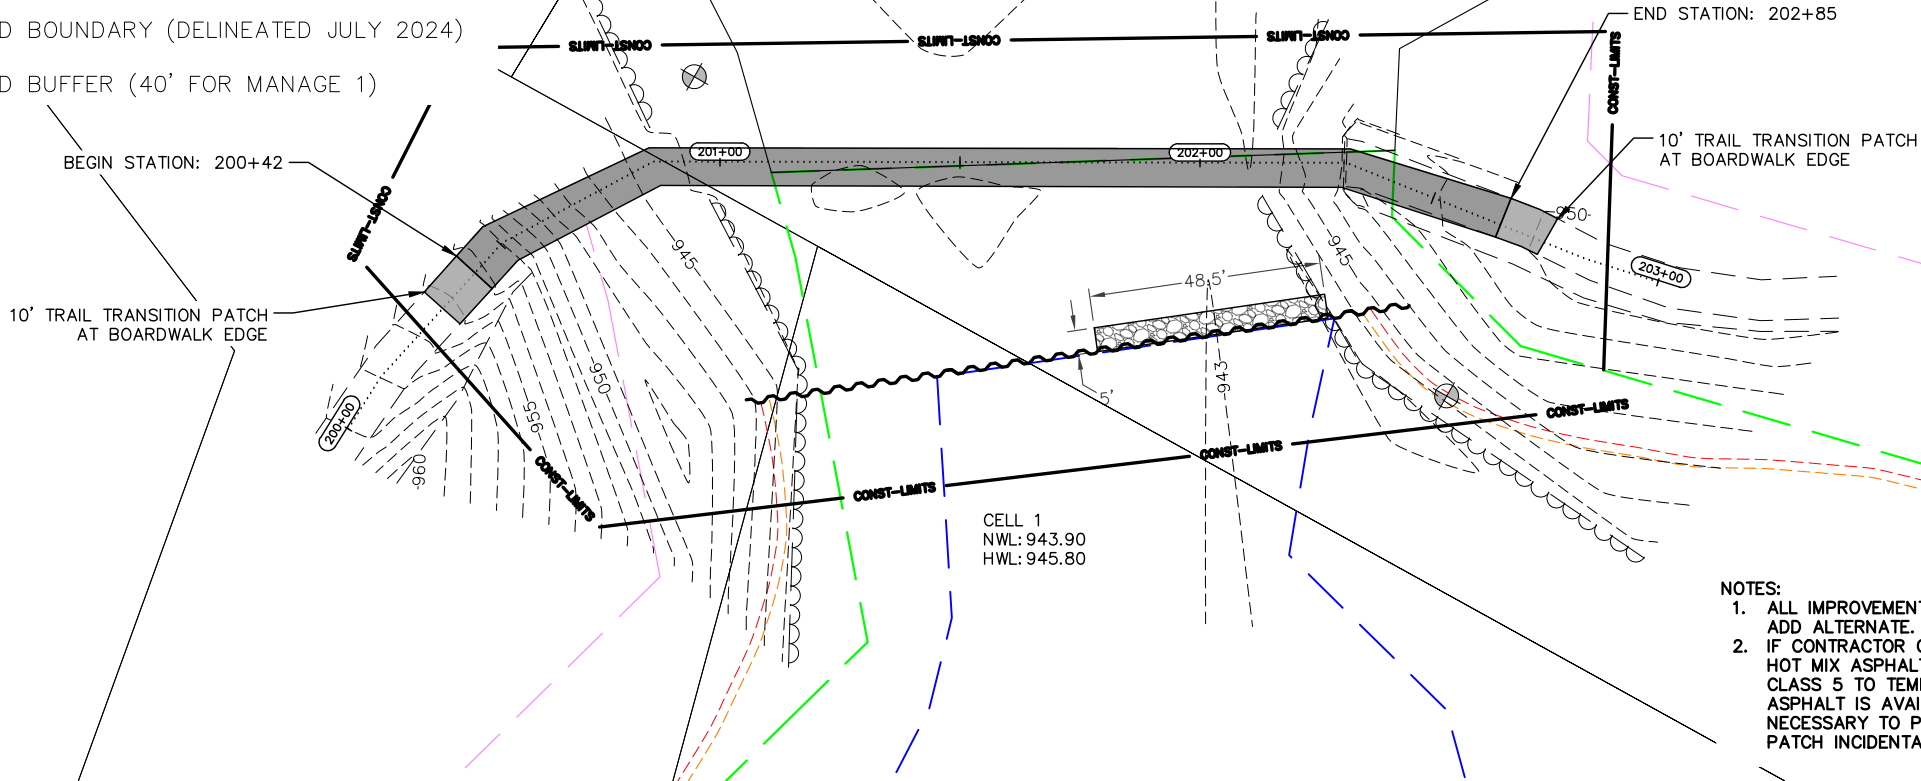 D BOUNDARY (DELINEATED JULY 2024)
D BUFFER (40' FOR MANAGE 1)
END STATION: 202+85
CONST-LIMITS
CONST-LIMITS
CONST-LIMITS
CONST-LIMITS
10' TRAIL TRANSITION PATCH
AT BOARDWALK EDGE
BEGIN STATION: 200+42
201+00
202+00
CONST-LIMITS
950
945
945
203+00
48.5'
10' TRAIL TRANSITION PATCH
AT BOARDWALK EDGE
950
943
5'
200+00
955
960
CONST-LIMITS
CONST-LIMITS
CONST-LIMITS
CONST-LIMITS
CELL 1
NWL: 943.90
HWL: 945.80
NOTES:
1. ALL IMPROVEMENT
ADD ALTERNATE.
2. IF CONTRACTOR
HOT MIX ASPHALT
CLASS 5 TO TEM
ASPHALT IS AVAI
NECESSARY TO P
PATCH INCIDENTA